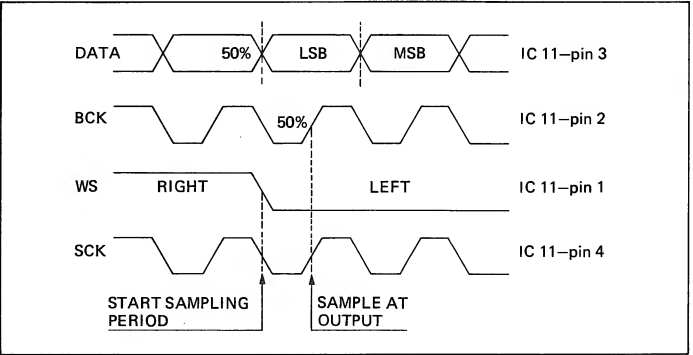 DATA 50% LSB MSB IC 11–pin 3
BCK 50% IC 11–pin 2
WS RIGHT LEFT IC 11–pin 1
SCK IC 11–pin 4
START SAMPLING PERIOD
SAMPLE AT OUTPUT